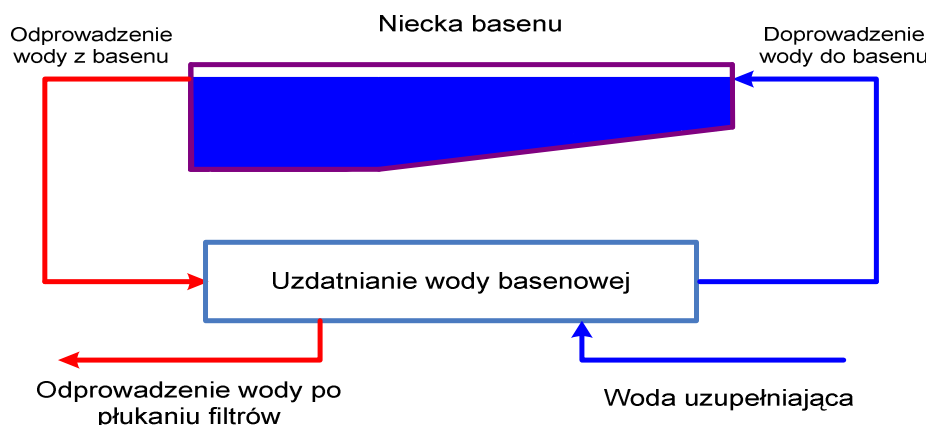 Niecka basenu
Odprowadzenie
wody z basenu
Doprowadzenie
wody do basenu
Uzdatnianie wody basenowej
Odprowadzenie wody po
płukaniu filtrów
Woda uzupełniająca